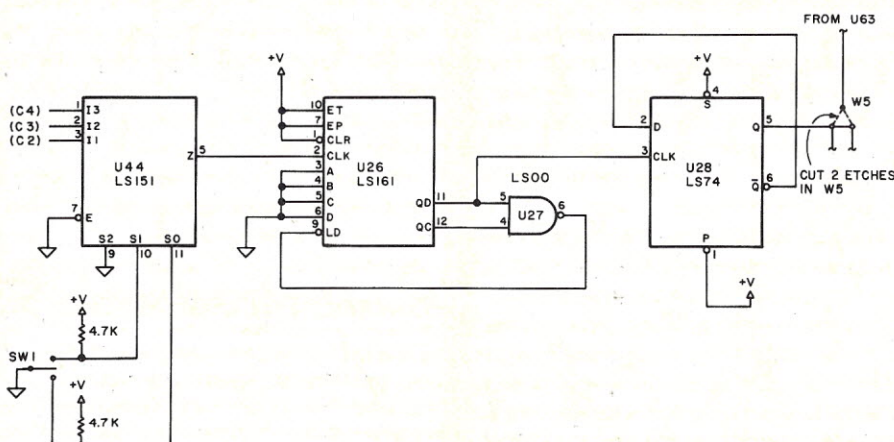 FROM U63
+V
+V
4
S
W5
(C4) 1 I3
(C3) 2 I2
(C2) 3 I1
U44
LS151
Z 5
7 E
S2 S1 S0
9 10 11
10 ET
7 EP
1 CLR
2 CLK
3 A
4 B
5 C
6 D
9 LD
U26
LS161
QD 11
QC 12
LS00
5
4
U27
6
2 D
3 CLK
U28
LS74
Q 5
Q 6
P
1
+V
CUT 2 ETCHES
IN W5
+V
4.7K
SW1
+V
4.7K